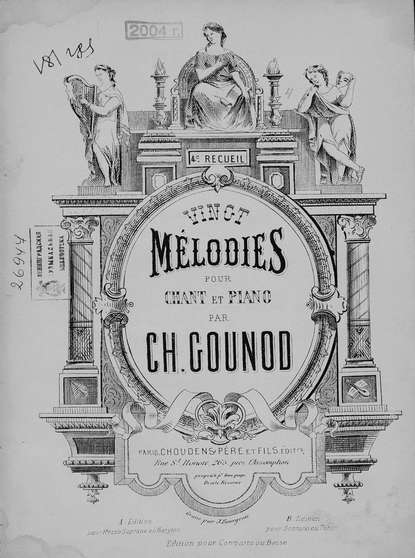 2004 г.
26944
4e RECUEIL
VINGT
MÉLODIES
POUR
CHANT ET PIANO
PAR
CH. GOUNOD
PARIS, CHOUDENS PÈRE ET FILS, EDITrs
Rue St Honoré 265, près l'Assomption
A. Edition
pour Mezzo Soprano ou Baryton
B. Edition
pour Soprano ou Ténor
Edition pour Contralto ou Basse